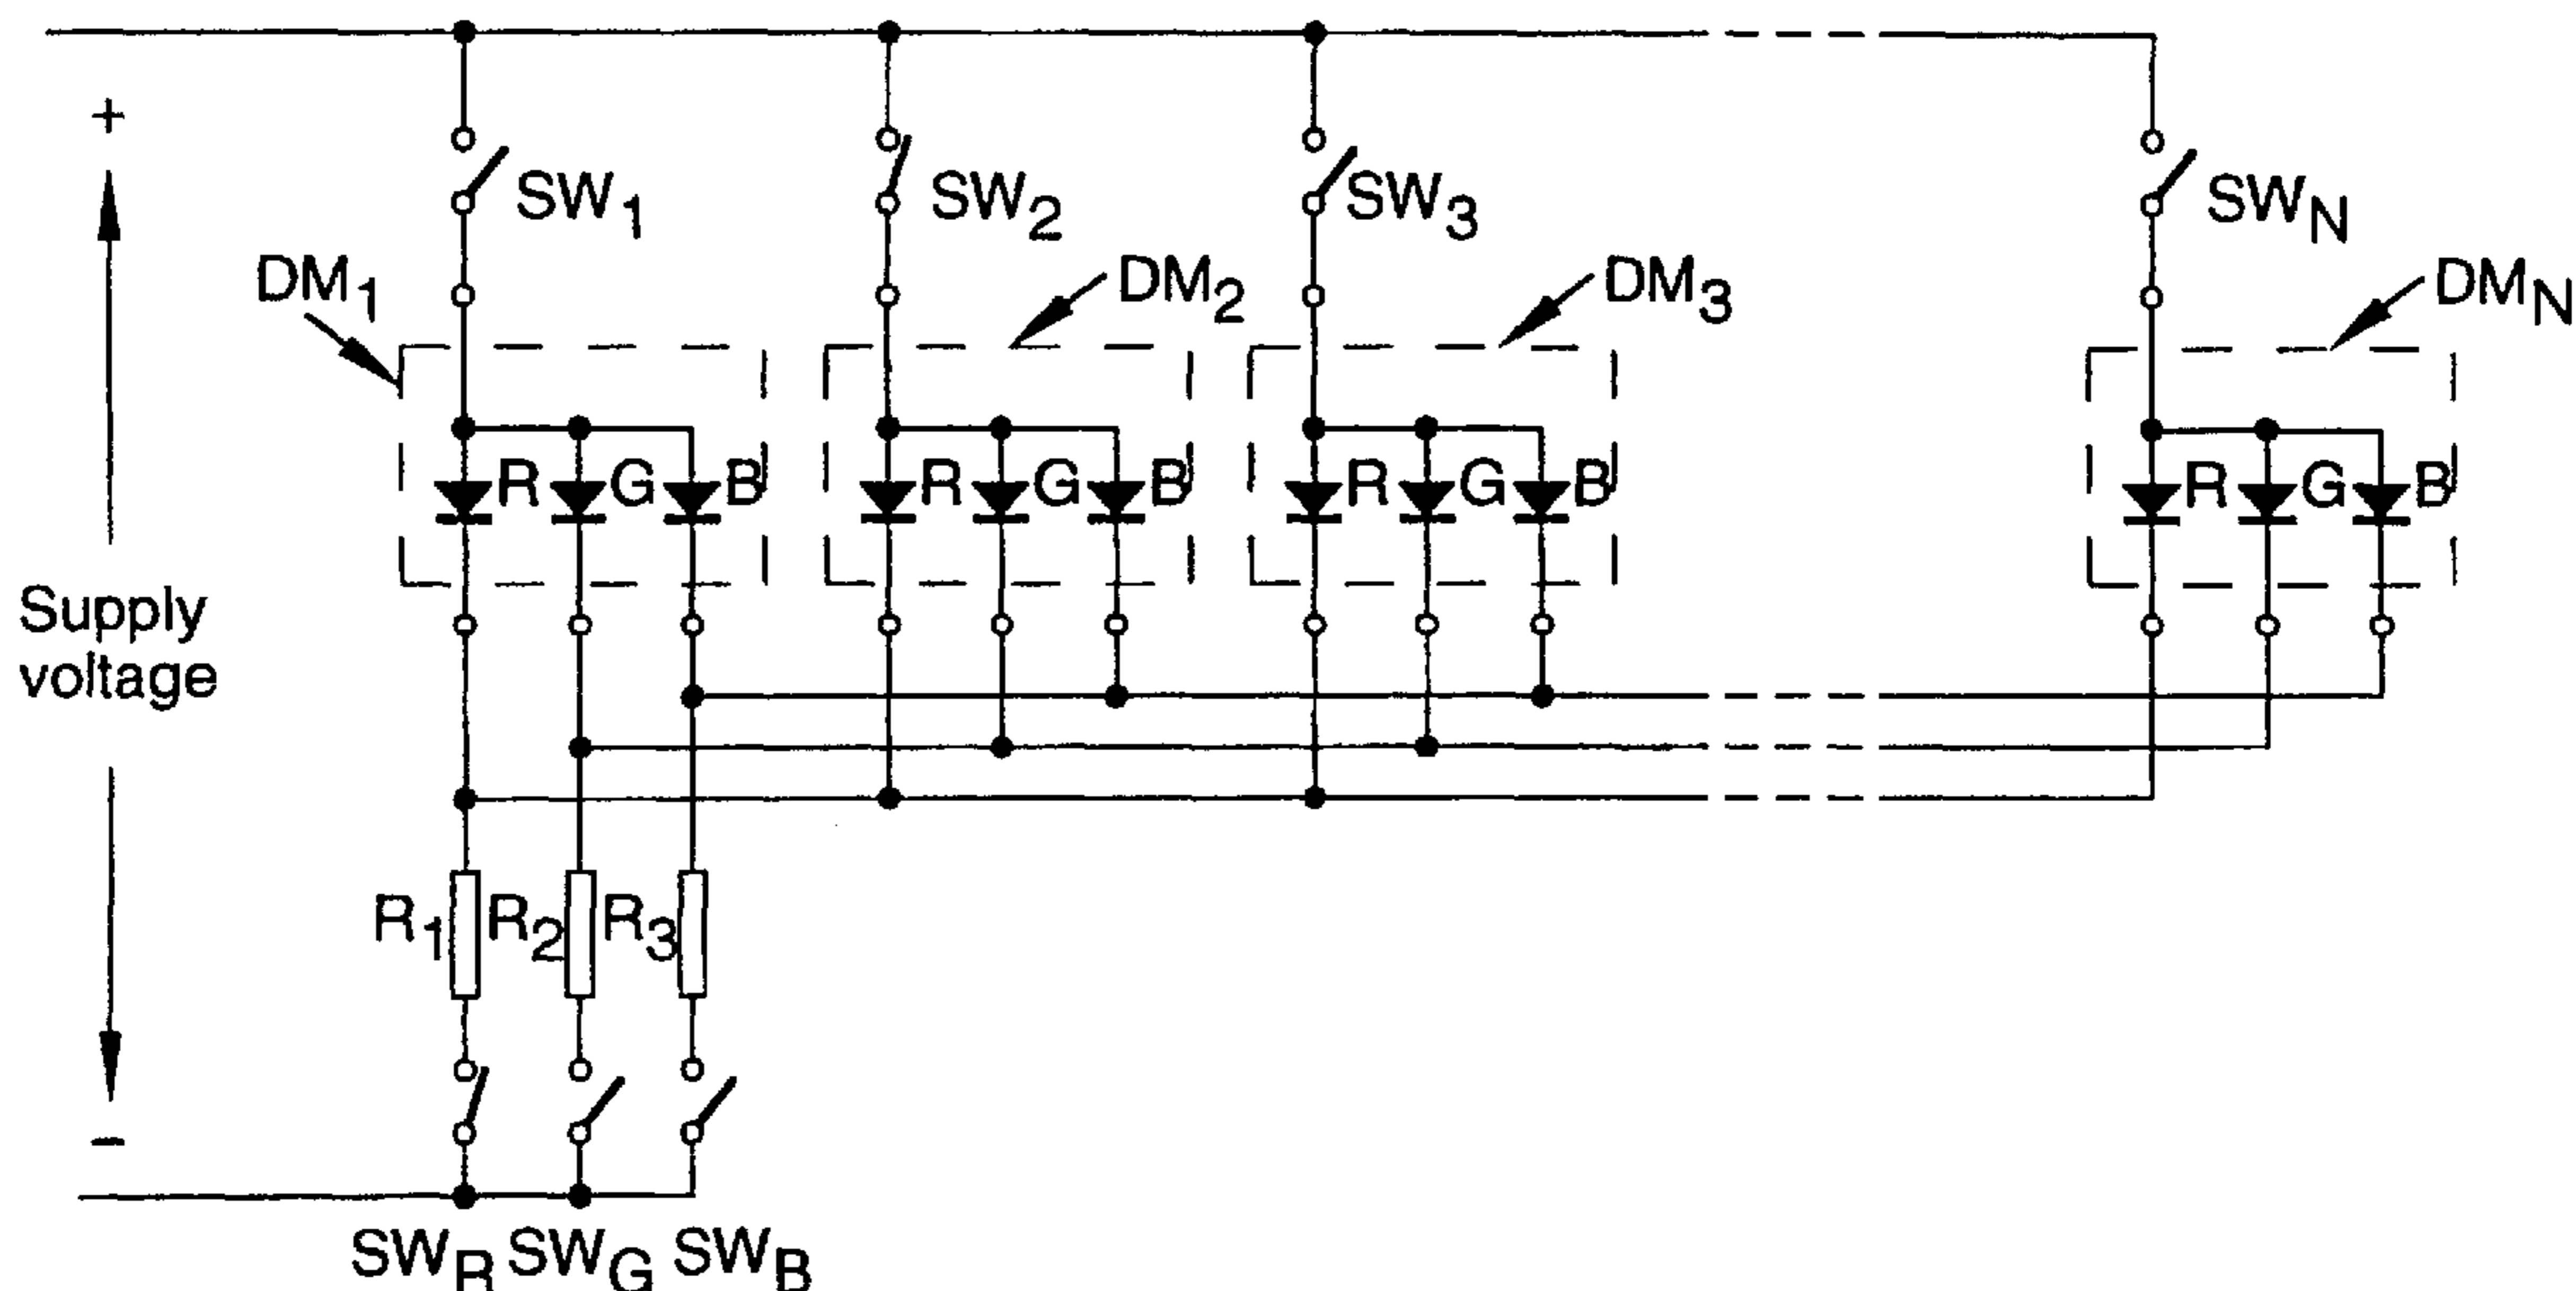 +
SW1 SW2 SW3 SWN
DM1 DM2 DM3 DMN
R G B R G B R G B R G B
Supply
voltage
R1 R2 R3
−
SWR SWG SWB